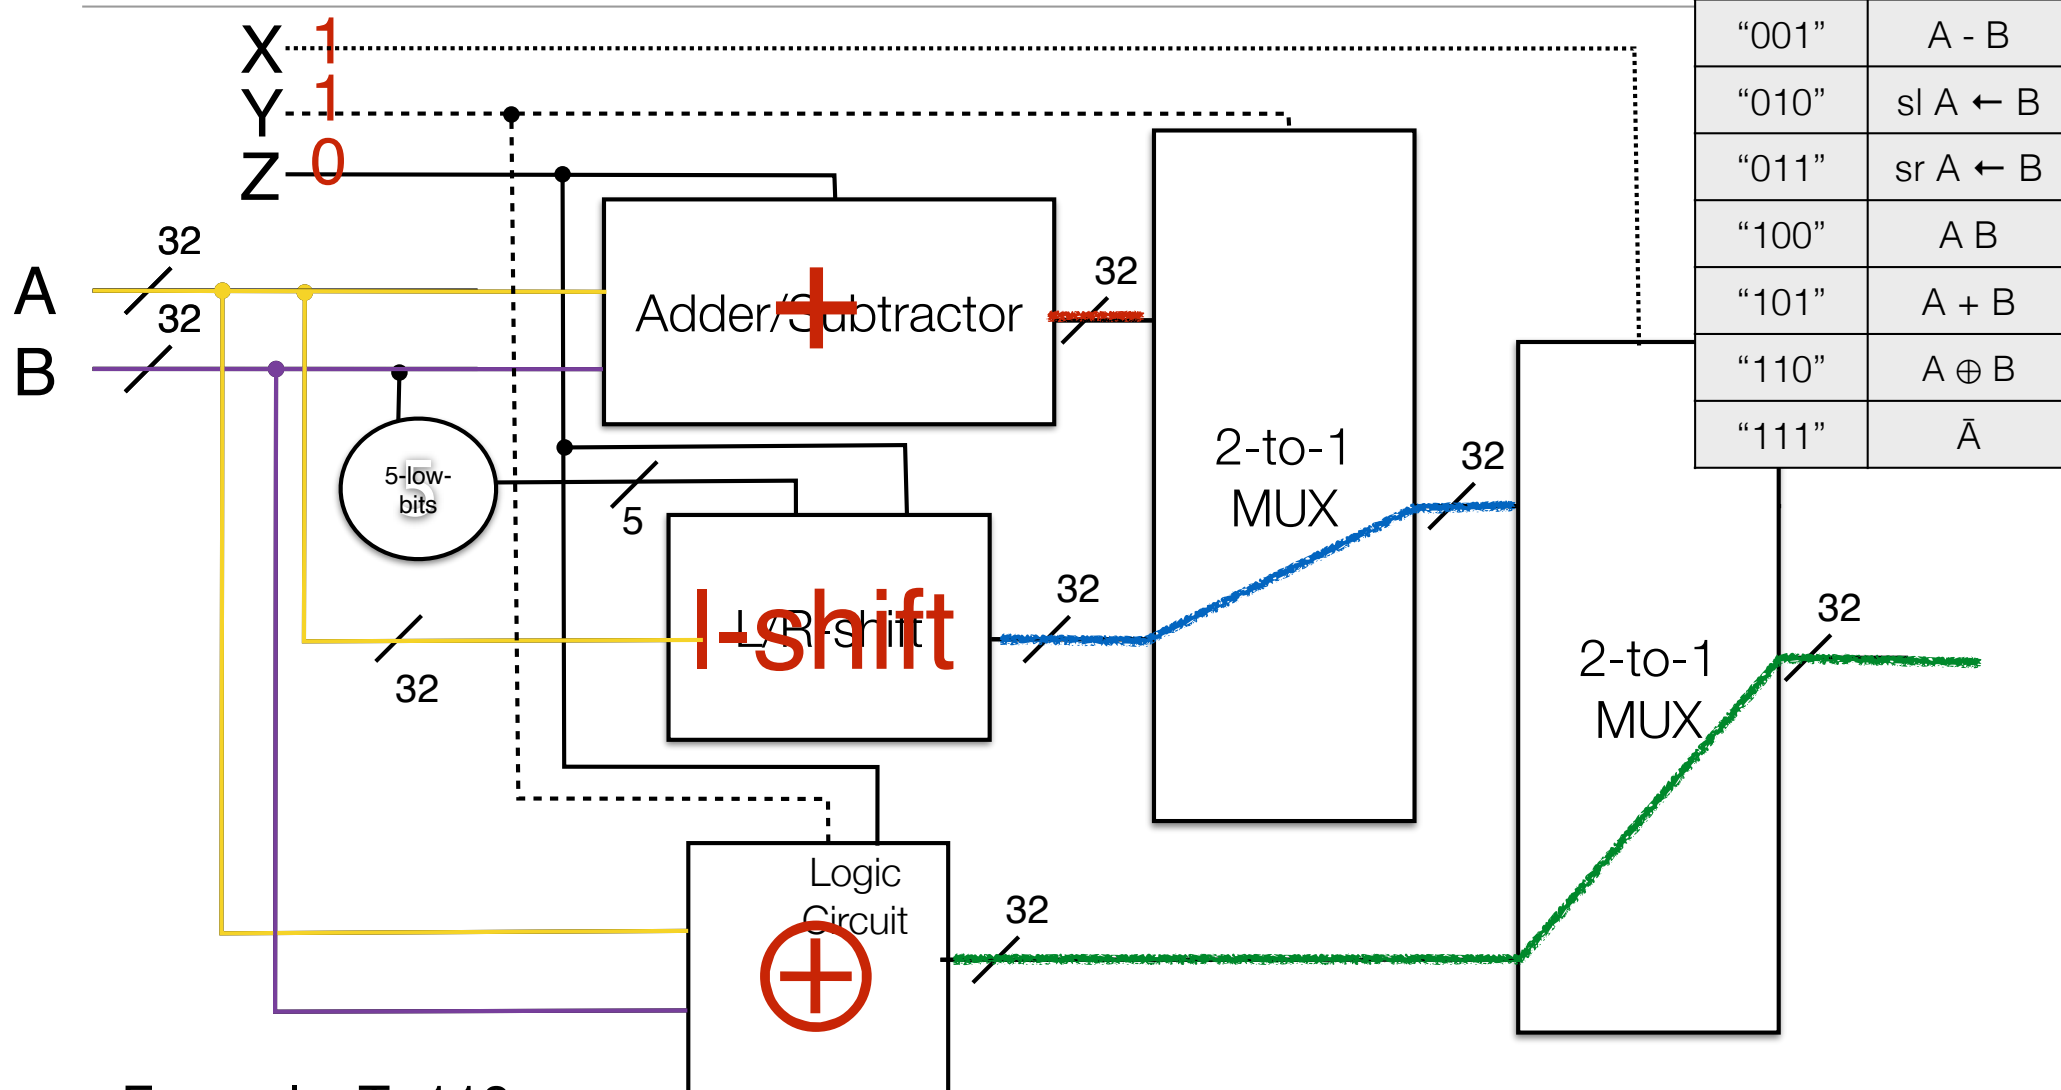 X 1
Y 1
Z 0
A 32
B 32
Adder/Subtractor
+
32
5-low-
bits
5
5
32
L/R-shift
l-shift
32
Logic
Circuit
⊕
32
2-to-1
MUX
32
2-to-1
MUX
32
“001” A - B
“010” sl A ← B
“011” sr A ← B
“100” A B
“101” A + B
“110” A ⊕ B
“111” Ā